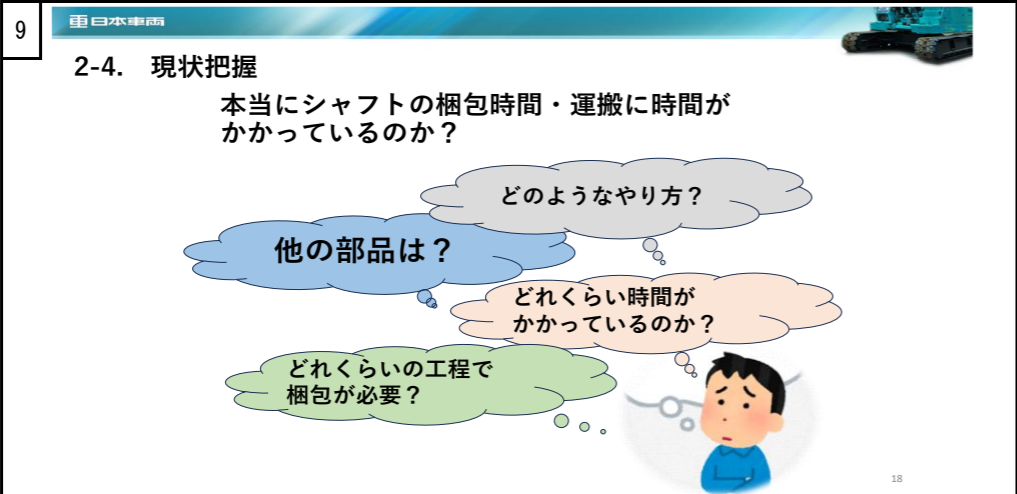 9
日本車両
2-4. 現状把握
本当にシャフトの梱包時間・運搬に時間が
かかっているのか？
どのようなやり方？
他の部品は？
どれくらい時間が
かかっているのか？
どれくらいの工程で
梱包が必要？
18